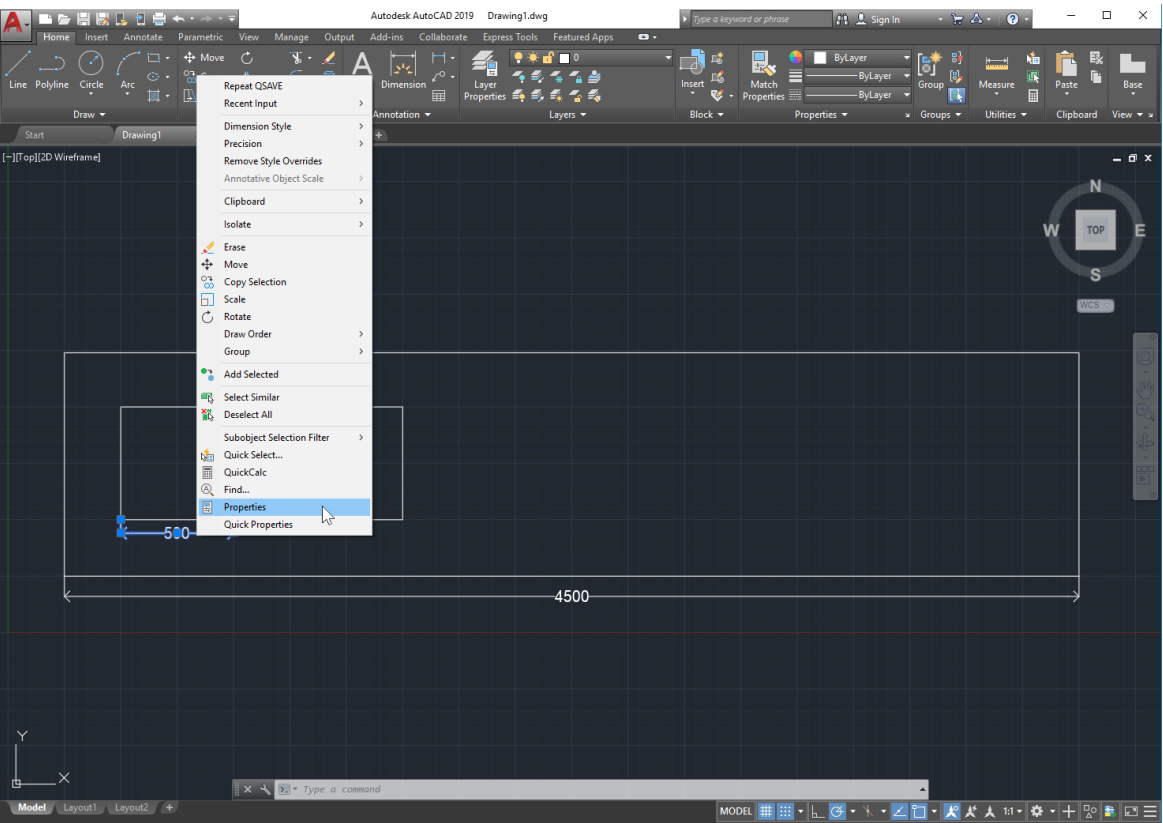 Autodesk AutoCAD 2019 Drawing1.dwg
Type a keyword or phrase
Sign In
Home Insert Annotate Parametric View Manage Output Add-ins Collaborate Express Tools Featured Apps
Move
Line Polyline Circle Arc
A
Dimension
Layer
Properties
0
Insert
Match
Properties
ByLayer
ByLayer
ByLayer
Group
Measure
Paste
Base
Draw
Annotation
Layers
Block
Properties
Groups
Utilities
Clipboard
View
Start
Drawing1
[−][Top][2D Wireframe]
Repeat QSAVE
Recent Input
Dimension Style
Precision
Remove Style Overrides
Annotative Object Scale
Clipboard
Isolate
Erase
Move
Copy Selection
Scale
Rotate
Draw Order
Group
Add Selected
Select Similar
Deselect All
Subobject Selection Filter
Quick Select...
QuickCalc
Find...
Properties
Quick Properties
N
W TOP E
S
WCS
500
4500
Y
X
Type a command
Model Layout1 Layout2 +
MODEL
1:1